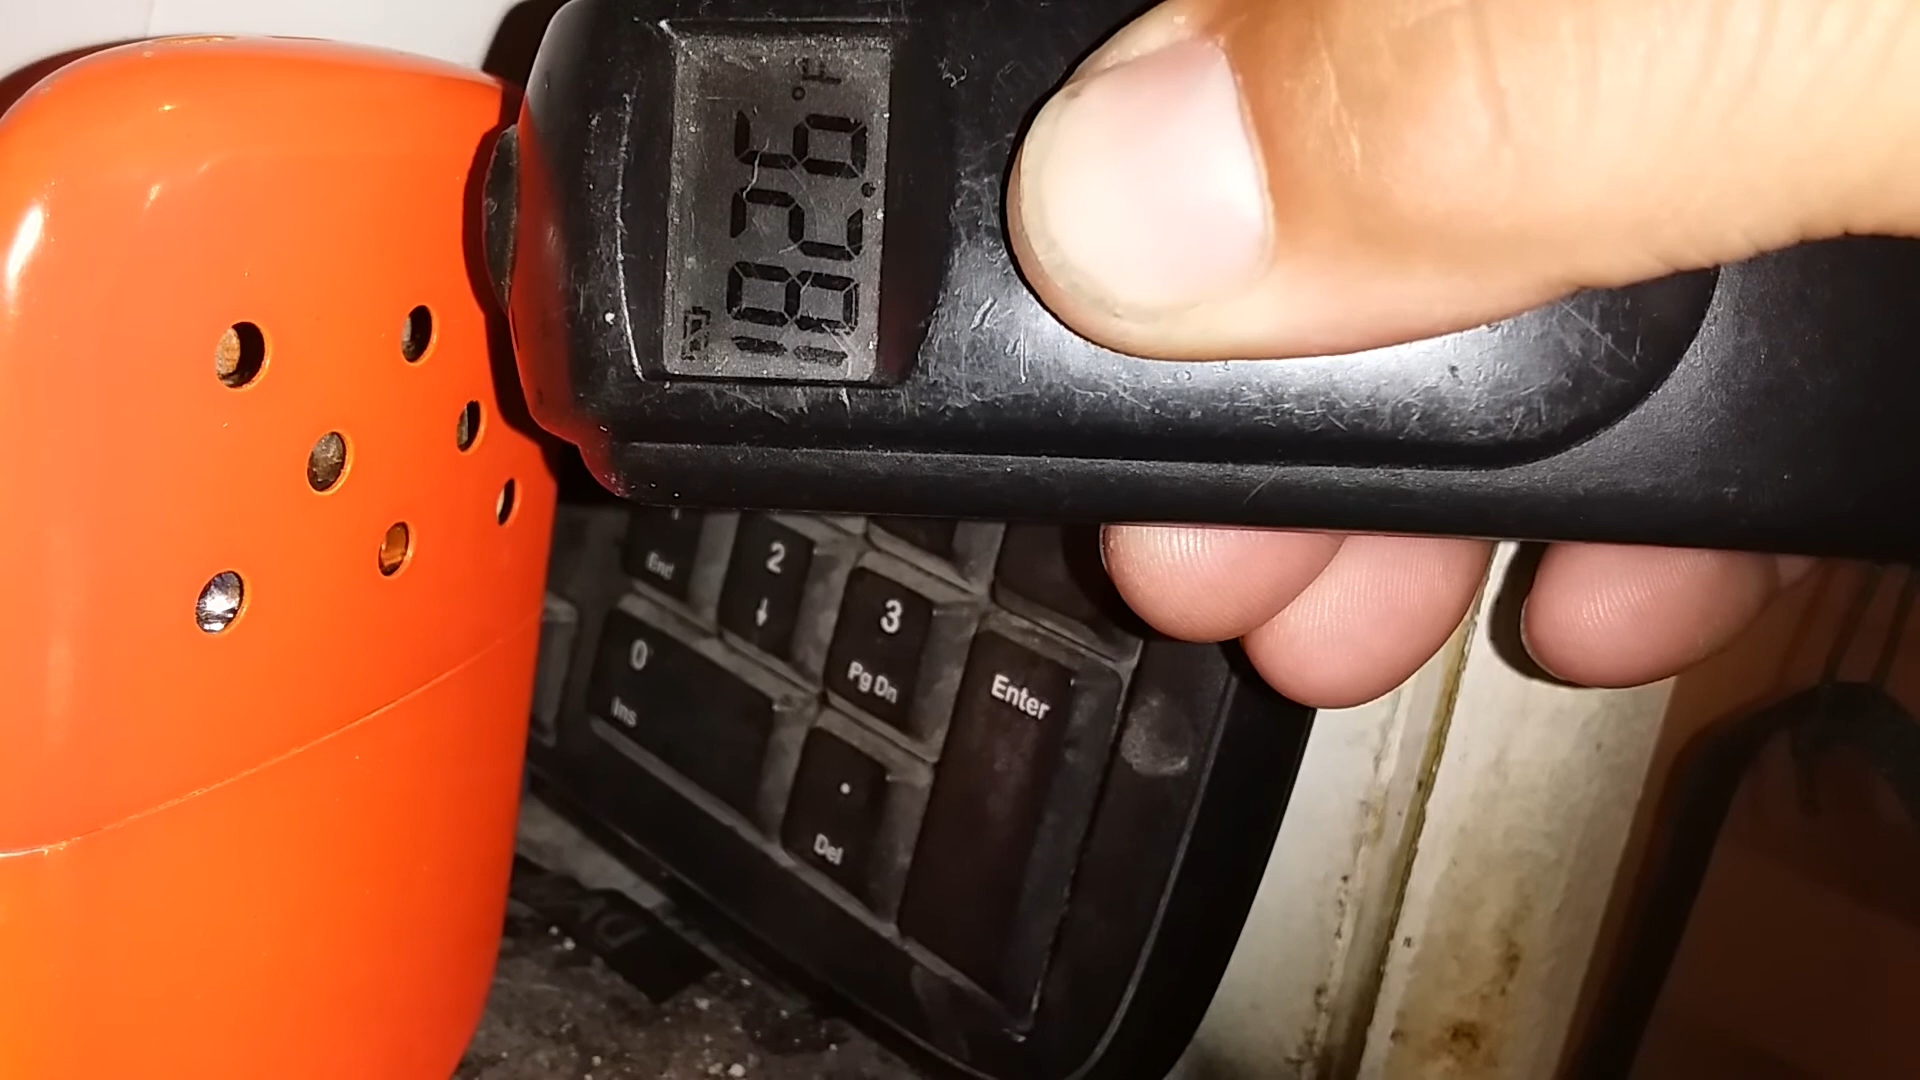 182.6 °F
End
2
↓
3
Pg Dn
0
Ins
Enter
.
Del